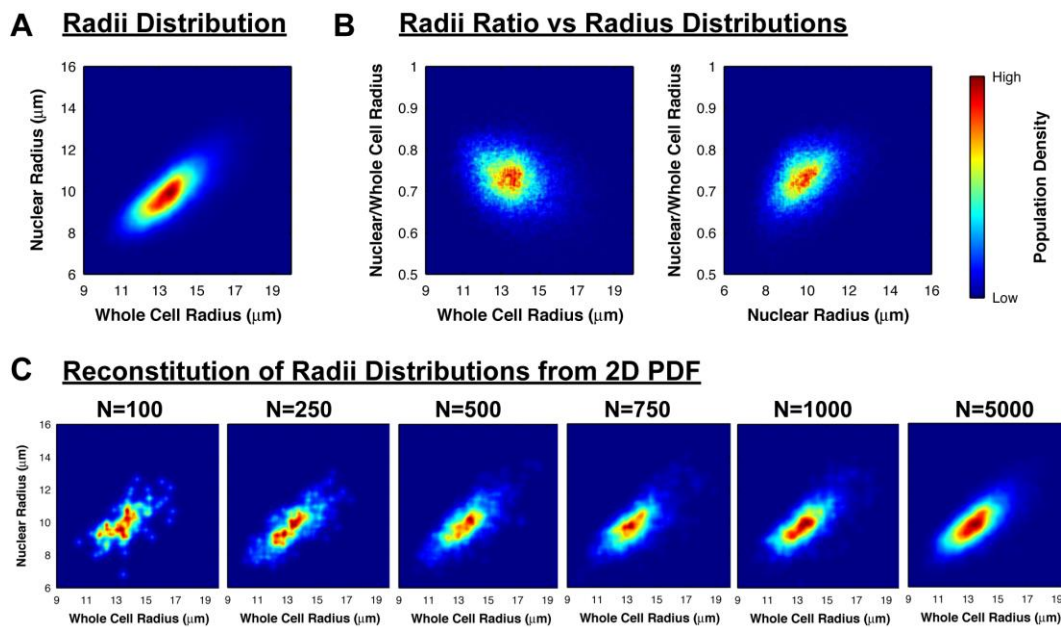 A Radii Distribution
B Radii Ratio vs Radius Distributions
16
14
12
10
8
6
Nuclear Radius (μm)
9 11 13 15 17 19
Whole Cell Radius (μm)
1
0.9
0.8
0.7
0.6
0.5
Nuclear/Whole Cell Radius
9 11 13 15 17 19
Whole Cell Radius (μm)
1
0.9
0.8
0.7
0.6
0.5
Nuclear/Whole Cell Radius
6 8 10 12 14 16
Nuclear Radius (μm)
High
Low
Population Density
C Reconstitution of Radii Distributions from 2D PDF
N=100 N=250 N=500 N=750 N=1000 N=5000
16
14
12
10
8
6
Nuclear Radius (μm)
9 11 13 15 17 19 9 11 13 15 17 19 9 11 13 15 17 19 9 11 13 15 17 19 9 11 13 15 17 19 9 11 13 15 17 19
Whole Cell Radius (μm) Whole Cell Radius (μm) Whole Cell Radius (μm) Whole Cell Radius (μm) Whole Cell Radius (μm) Whole Cell Radius (μm)